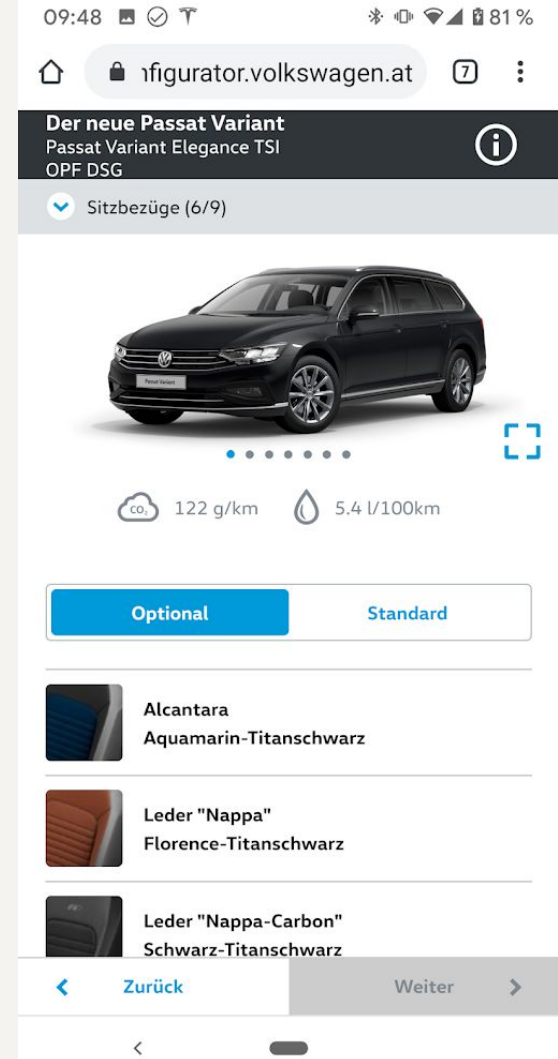 09:48
81 %
nfigurator.volkswagen.at
7
Der neue Passat Variant
Passat Variant Elegance TSI
OPF DSG
Sitzbezüge (6/9)
Passat Variant
CO₂
122 g/km
5.4 l/100km
Optional
Standard
Alcantara
Aquamarin-Titanschwarz
Leder "Nappa"
Florence-Titanschwarz
Leder "Nappa-Carbon"
Schwarz-Titanschwarz
Zurück
Weiter